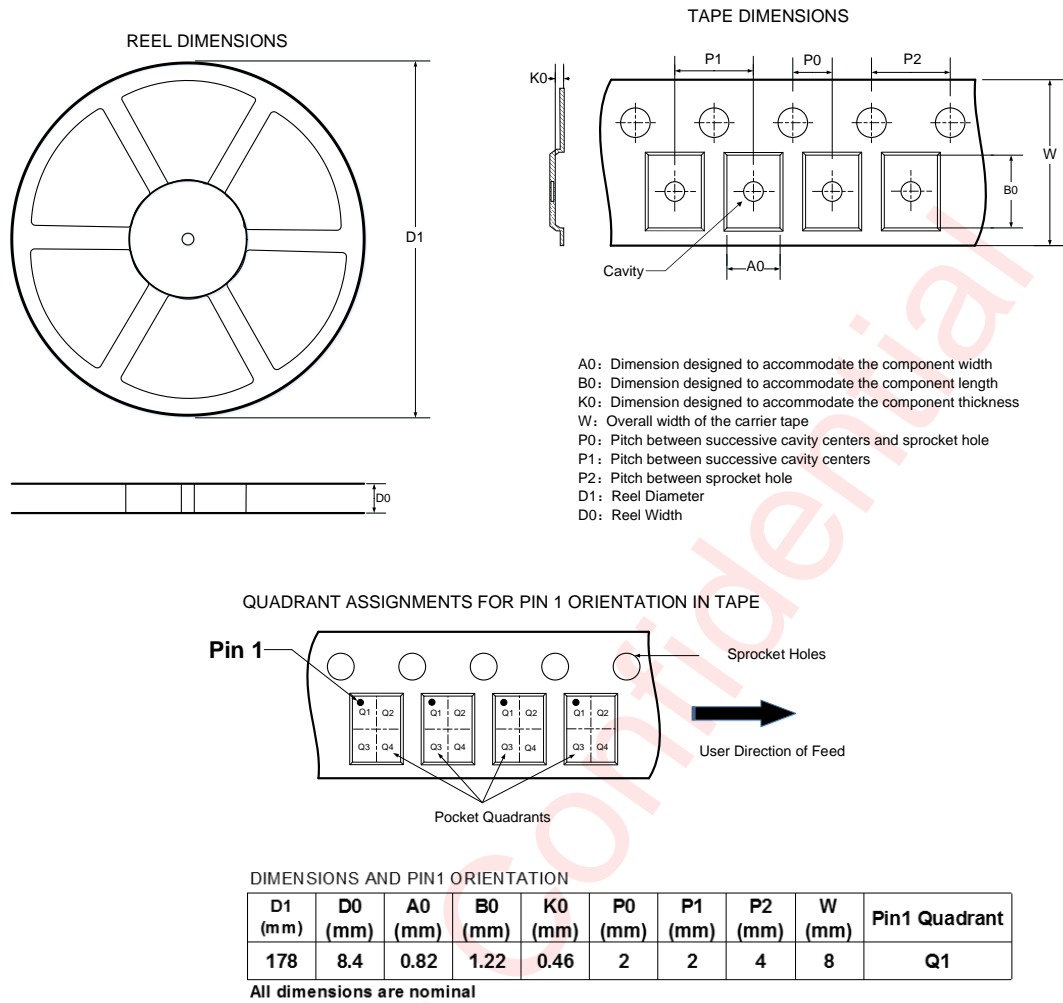 REEL DIMENSIONS
TAPE DIMENSIONS
D1
D0
K0
P1
P0
P2
W
B0
A0
Cavity
A0: Dimension designed to accommodate the component width
B0: Dimension designed to accommodate the component length
K0: Dimension designed to accommodate the component thickness
W: Overall width of the carrier tape
P0: Pitch between successive cavity centers and sprocket hole
P1: Pitch between successive cavity centers
P2: Pitch between sprocket hole
D1: Reel Diameter
D0: Reel Width
QUADRANT ASSIGNMENTS FOR PIN 1 ORIENTATION IN TAPE
Pin 1
Sprocket Holes
Q1 Q2 Q1 Q2 Q1 Q2 Q1 Q2
Q3 Q4 Q3 Q4 Q3 Q4 Q3 Q4
User Direction of Feed
Pocket Quadrants
DIMENSIONS AND PIN1 ORIENTATION
D1 (mm) D0 (mm) A0 (mm) B0 (mm) K0 (mm) P0 (mm) P1 (mm) P2 (mm) W (mm) Pin1 Quadrant
178 8.4 0.82 1.22 0.46 2 2 4 8 Q1
All dimensions are nominal
Confidential